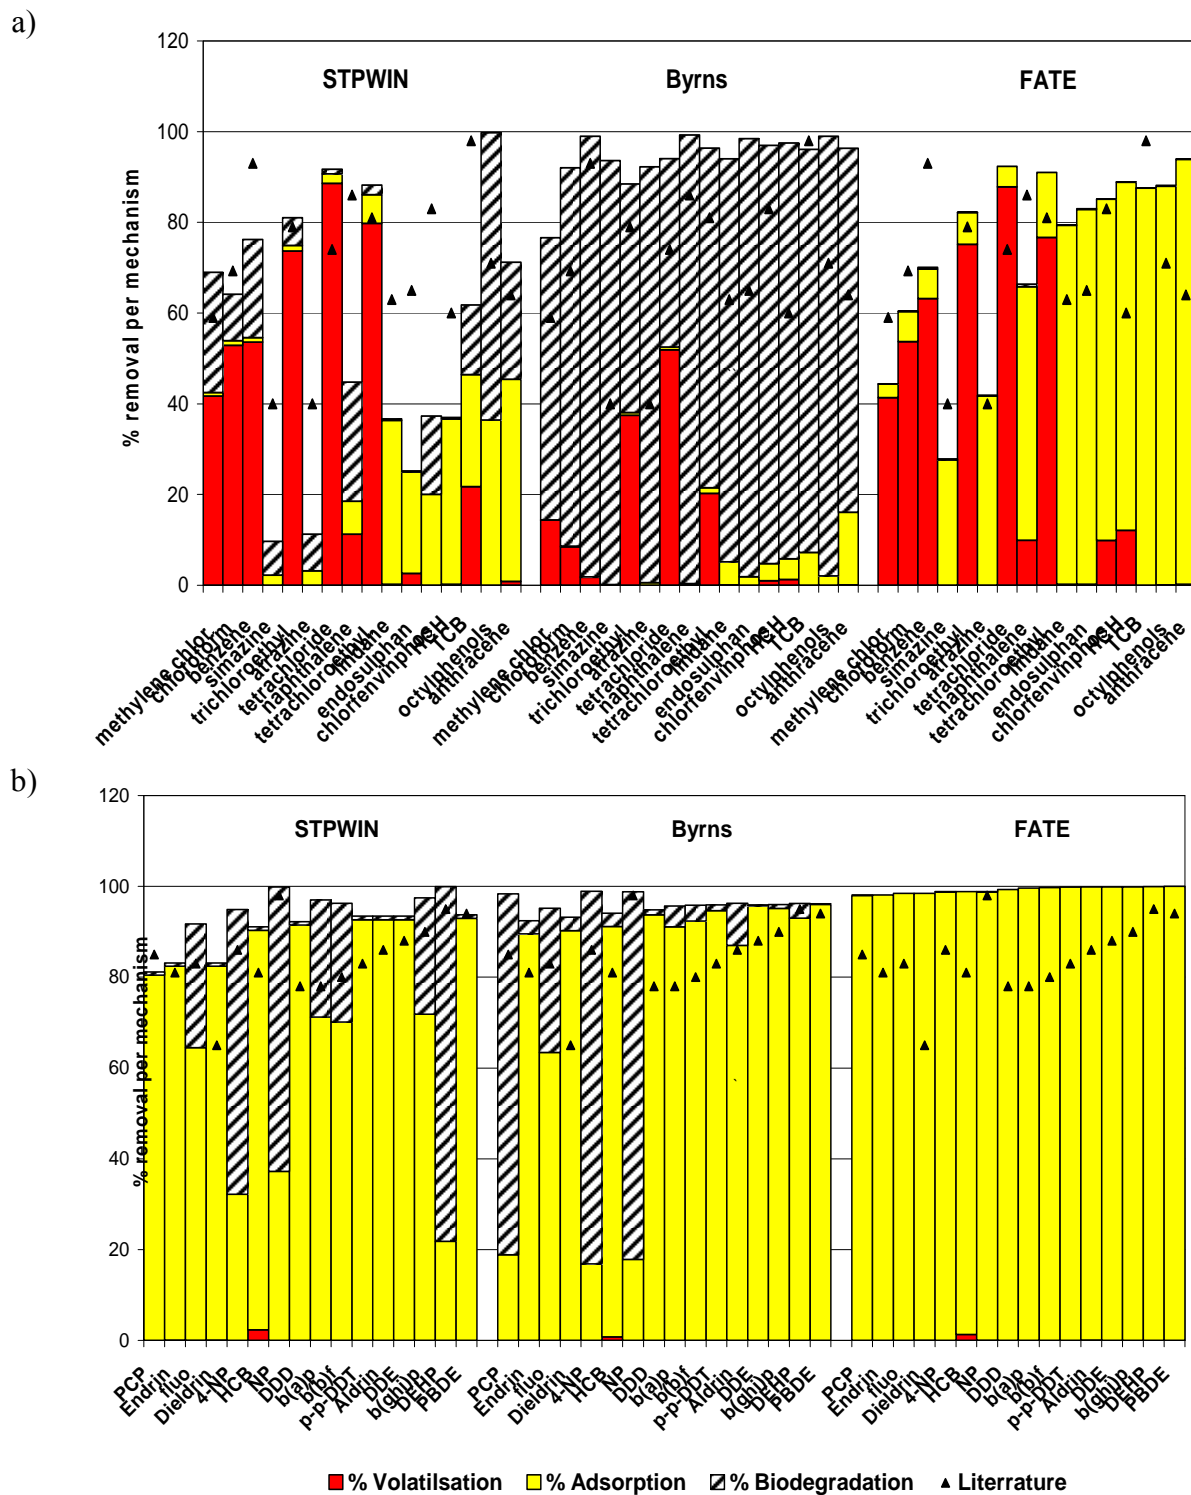 a)
120
100
80
60
40
20
0
% removal per mechanism
STPWIN
Byrns
FATE
methylene chlor
chloroform
benzene
simazine
trichloroethyl
atrazine
tetrachloride
naphthalene
tetrachloroethyl
lindane
endosulphan
chlorfenvinphos
HCH
TCB
octylphenols
anthracene
methylene chlor
chloroform
benzene
simazine
trichloroethyl
atrazine
tetrachloride
naphthalene
tetrachloroethyl
lindane
endosulphan
chlorfenvinphos
HCH
TCB
octylphenols
anthracene
methylene chlor
chloroform
benzene
simazine
trichloroethyl
atrazine
tetrachloride
naphthalene
tetrachloroethyl
lindane
endosulphan
chlorfenvinphos
HCH
TCB
octylphenols
anthracene
b)
120
100
80
60
40
20
0
% removal per mechanism
STPWIN
Byrns
FATE
PCP
Endrin
fluo
Dieldrin
4-NP
HCB
NP
DDD
b(a)p
b(b)f
p-p-DDT
Aldrin
DDE
b(ghi)p
DEHP
PBDE
PCP
Endrin
fluo
Dieldrin
4-NP
HCB
NP
DDD
b(a)p
b(b)f
p-p-DDT
Aldrin
DDE
b(ghi)p
DEHP
PBDE
PCP
Endrin
fluo
Dieldrin
4-NP
HCB
NP
DDD
b(a)p
b(b)f
p-p-DDT
Aldrin
DDE
b(ghi)p
DEHP
PBDE
% Volatilsation % Adsorption % Biodegradation Literrature